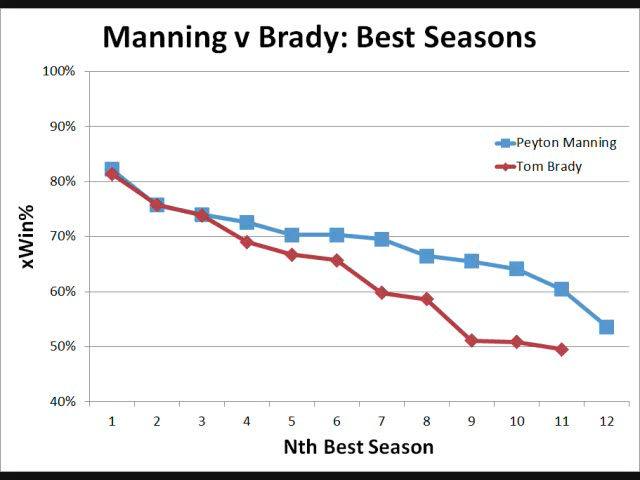 Manning v Brady: Best Seasons
100%
90%
80%
70%
60%
50%
40%
xWin%
Peyton Manning
Tom Brady
1 2 3 4 5 6 7 8 9 10 11 12
Nth Best Season